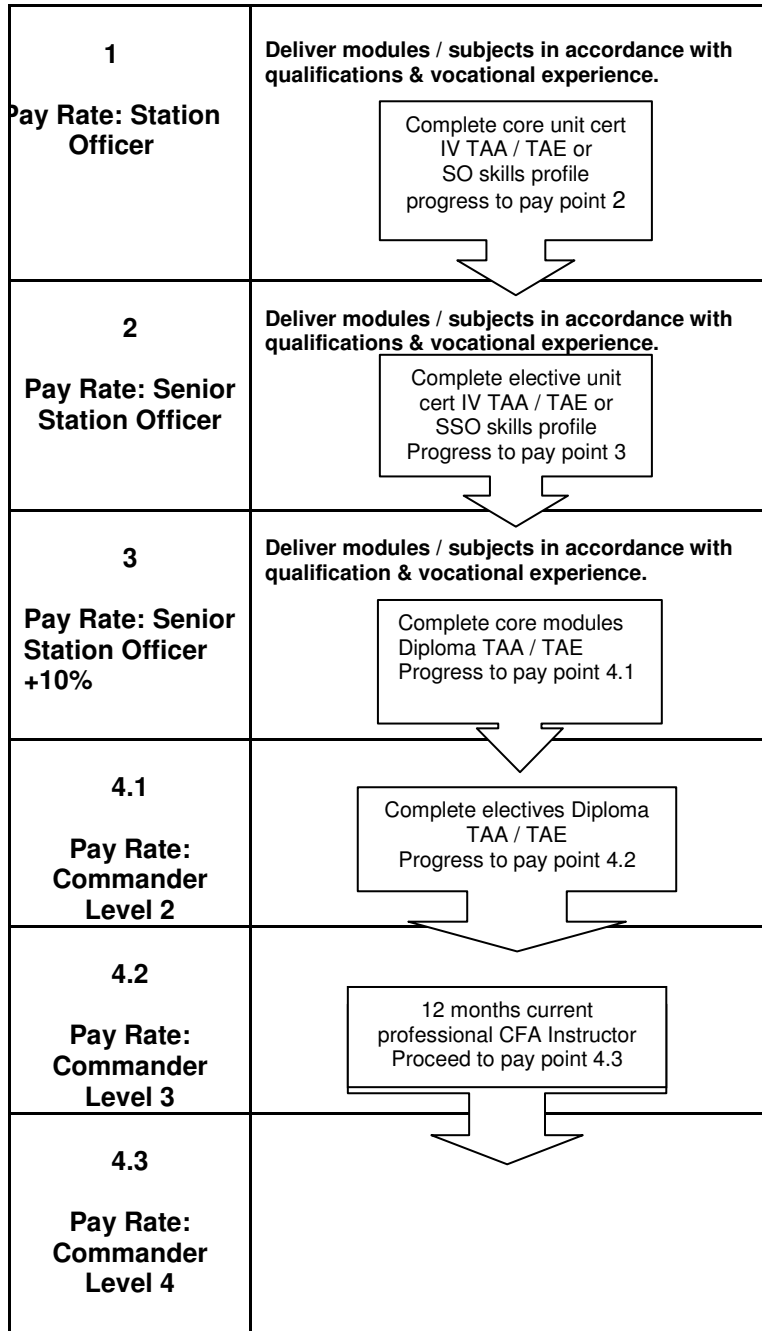 1
Pay Rate: Station
Officer
Deliver modules / subjects in accordance with
qualifications & vocational experience.
Complete core unit cert
IV TAA / TAE or
SO skills profile
progress to pay point 2
2
Pay Rate: Senior
Station Officer
Deliver modules / subjects in accordance with
qualifications & vocational experience.
Complete elective unit
cert IV TAA / TAE or
SSO skills profile
Progress to pay point 3
3
Pay Rate: Senior
Station Officer
+10%
Deliver modules / subjects in accordance with
qualification & vocational experience.
Complete core modules
Diploma TAA / TAE
Progress to pay point 4.1
4.1
Pay Rate:
Commander
Level 2
Complete electives Diploma
TAA / TAE
Progress to pay point 4.2
4.2
Pay Rate:
Commander
Level 3
12 months current
professional CFA Instructor
Proceed to pay point 4.3
4.3
Pay Rate:
Commander
Level 4